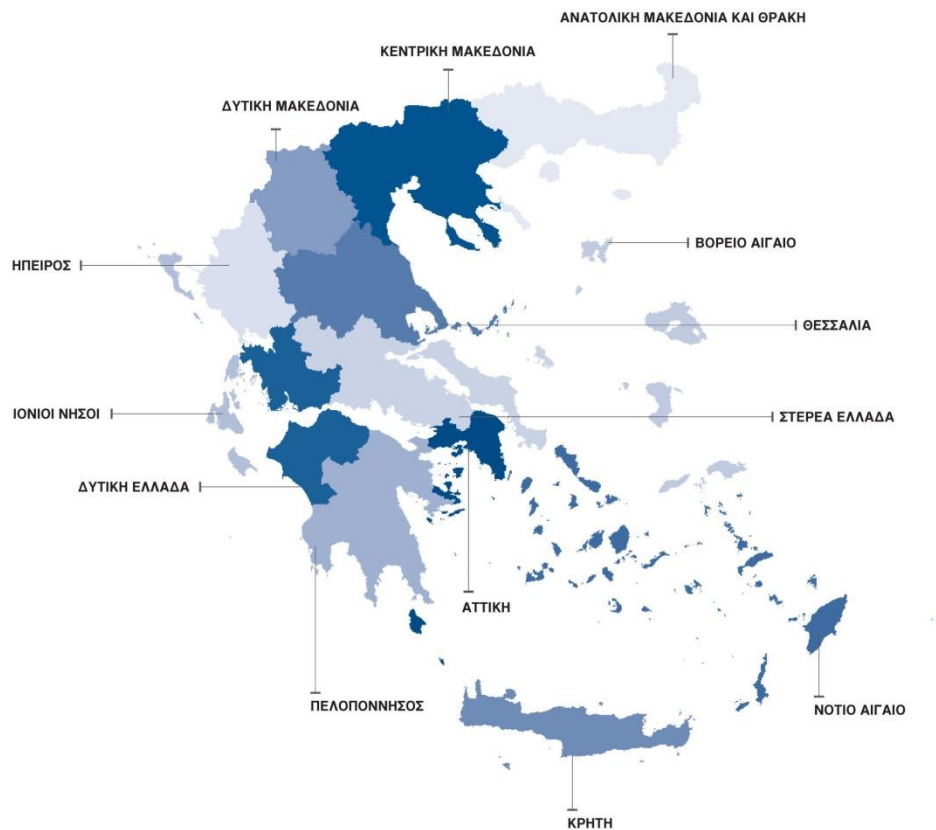 ΑΝΑΤΟΛΙΚΗ ΜΑΚΕΔΟΝΙΑ ΚΑΙ ΘΡΑΚΗ
ΚΕΝΤΡΙΚΗ ΜΑΚΕΔΟΝΙΑ
ΔΥΤΙΚΗ ΜΑΚΕΔΟΝΙΑ
ΒΟΡΕΙΟ ΑΙΓΑΙΟ
ΗΠΕΙΡΟΣ
ΘΕΣΣΑΛΙΑ
ΙΟΝΙΟΙ ΝΗΣΟΙ
ΣΤΕΡΕΑ ΕΛΛΑΔΑ
ΔΥΤΙΚΗ ΕΛΛΑΔΑ
ΑΤΤΙΚΗ
ΠΕΛΟΠΟΝΝΗΣΟΣ
ΝΟΤΙΟ ΑΙΓΑΙΟ
ΚΡΗΤΗ